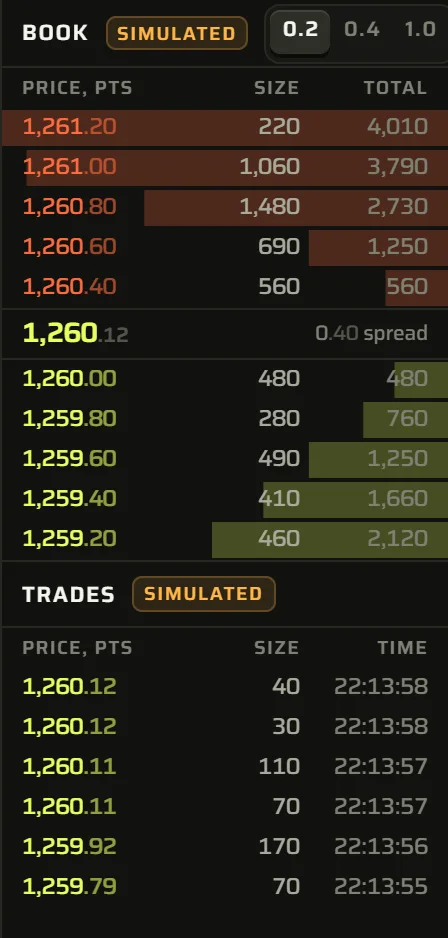 BOOK SIMULATED 0.2 0.4 1.0
PRICE, PTS SIZE TOTAL
1,261.20 220 4,010
1,261.00 1,060 3,790
1,260.80 1,480 2,730
1,260.60 690 1,250
1,260.40 560 560
1,260.12 0.40 spread
1,260.00 480 480
1,259.80 280 760
1,259.60 490 1,250
1,259.40 410 1,660
1,259.20 460 2,120
TRADES SIMULATED
PRICE, PTS SIZE TIME
1,260.12 40 22:13:58
1,260.12 30 22:13:58
1,260.11 110 22:13:57
1,260.11 70 22:13:57
1,259.92 170 22:13:56
1,259.79 70 22:13:55